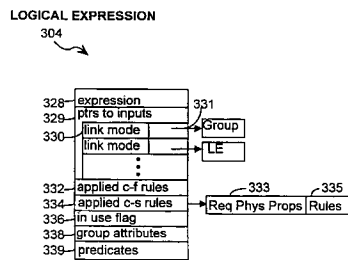 LOGICAL EXPRESSION
304
328 expression
329 ptrs to inputs
331
330 link mode Group
link mode LE
332 applied c-f rules
333 335
334 applied c-s rules Req Phys Props Rules
336 in use flag
338 group attributes
339 predicates